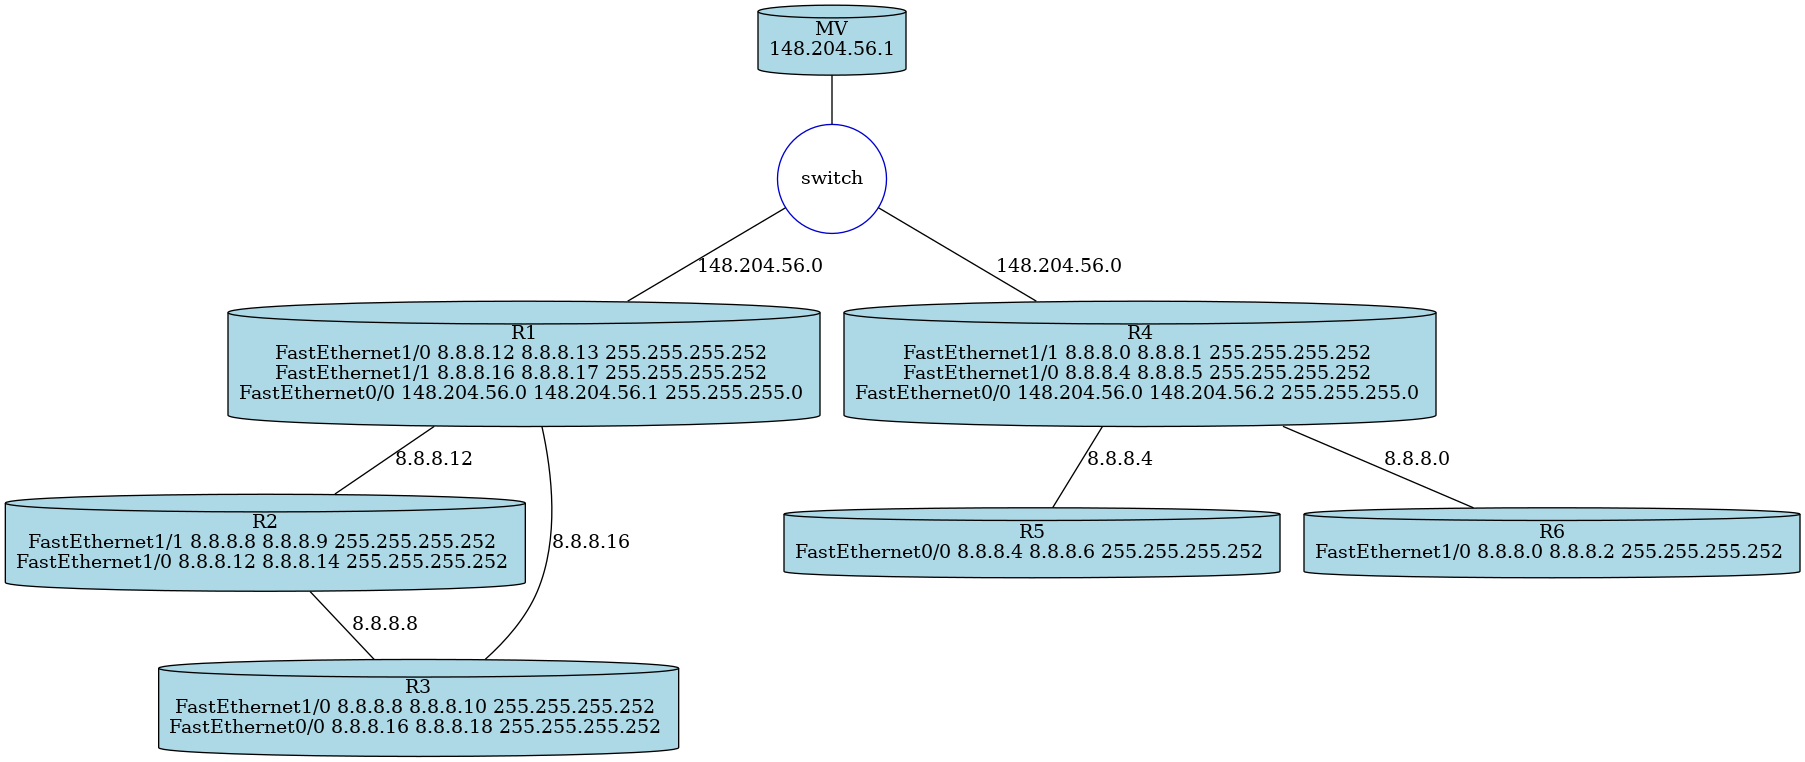 MV
148.204.56.1
switch
148.204.56.0
148.204.56.0
R1
FastEthernet1/0 8.8.8.12 8.8.8.13 255.255.255.252
FastEthernet1/1 8.8.8.16 8.8.8.17 255.255.255.252
FastEthernet0/0 148.204.56.0 148.204.56.1 255.255.255.0
R4
FastEthernet1/1 8.8.8.0 8.8.8.1 255.255.255.252
FastEthernet1/0 8.8.8.4 8.8.8.5 255.255.255.252
FastEthernet0/0 148.204.56.0 148.204.56.2 255.255.255.0
8.8.8.12
8.8.8.4
8.8.8.0
R2
FastEthernet1/1 8.8.8.8 8.8.8.9 255.255.255.252
FastEthernet1/0 8.8.8.12 8.8.8.14 255.255.255.252
8.8.8.16
R5
FastEthernet0/0 8.8.8.4 8.8.8.6 255.255.255.252
R6
FastEthernet1/0 8.8.8.0 8.8.8.2 255.255.255.252
8.8.8.8
R3
FastEthernet1/0 8.8.8.8 8.8.8.10 255.255.255.252
FastEthernet0/0 8.8.8.16 8.8.8.18 255.255.255.252